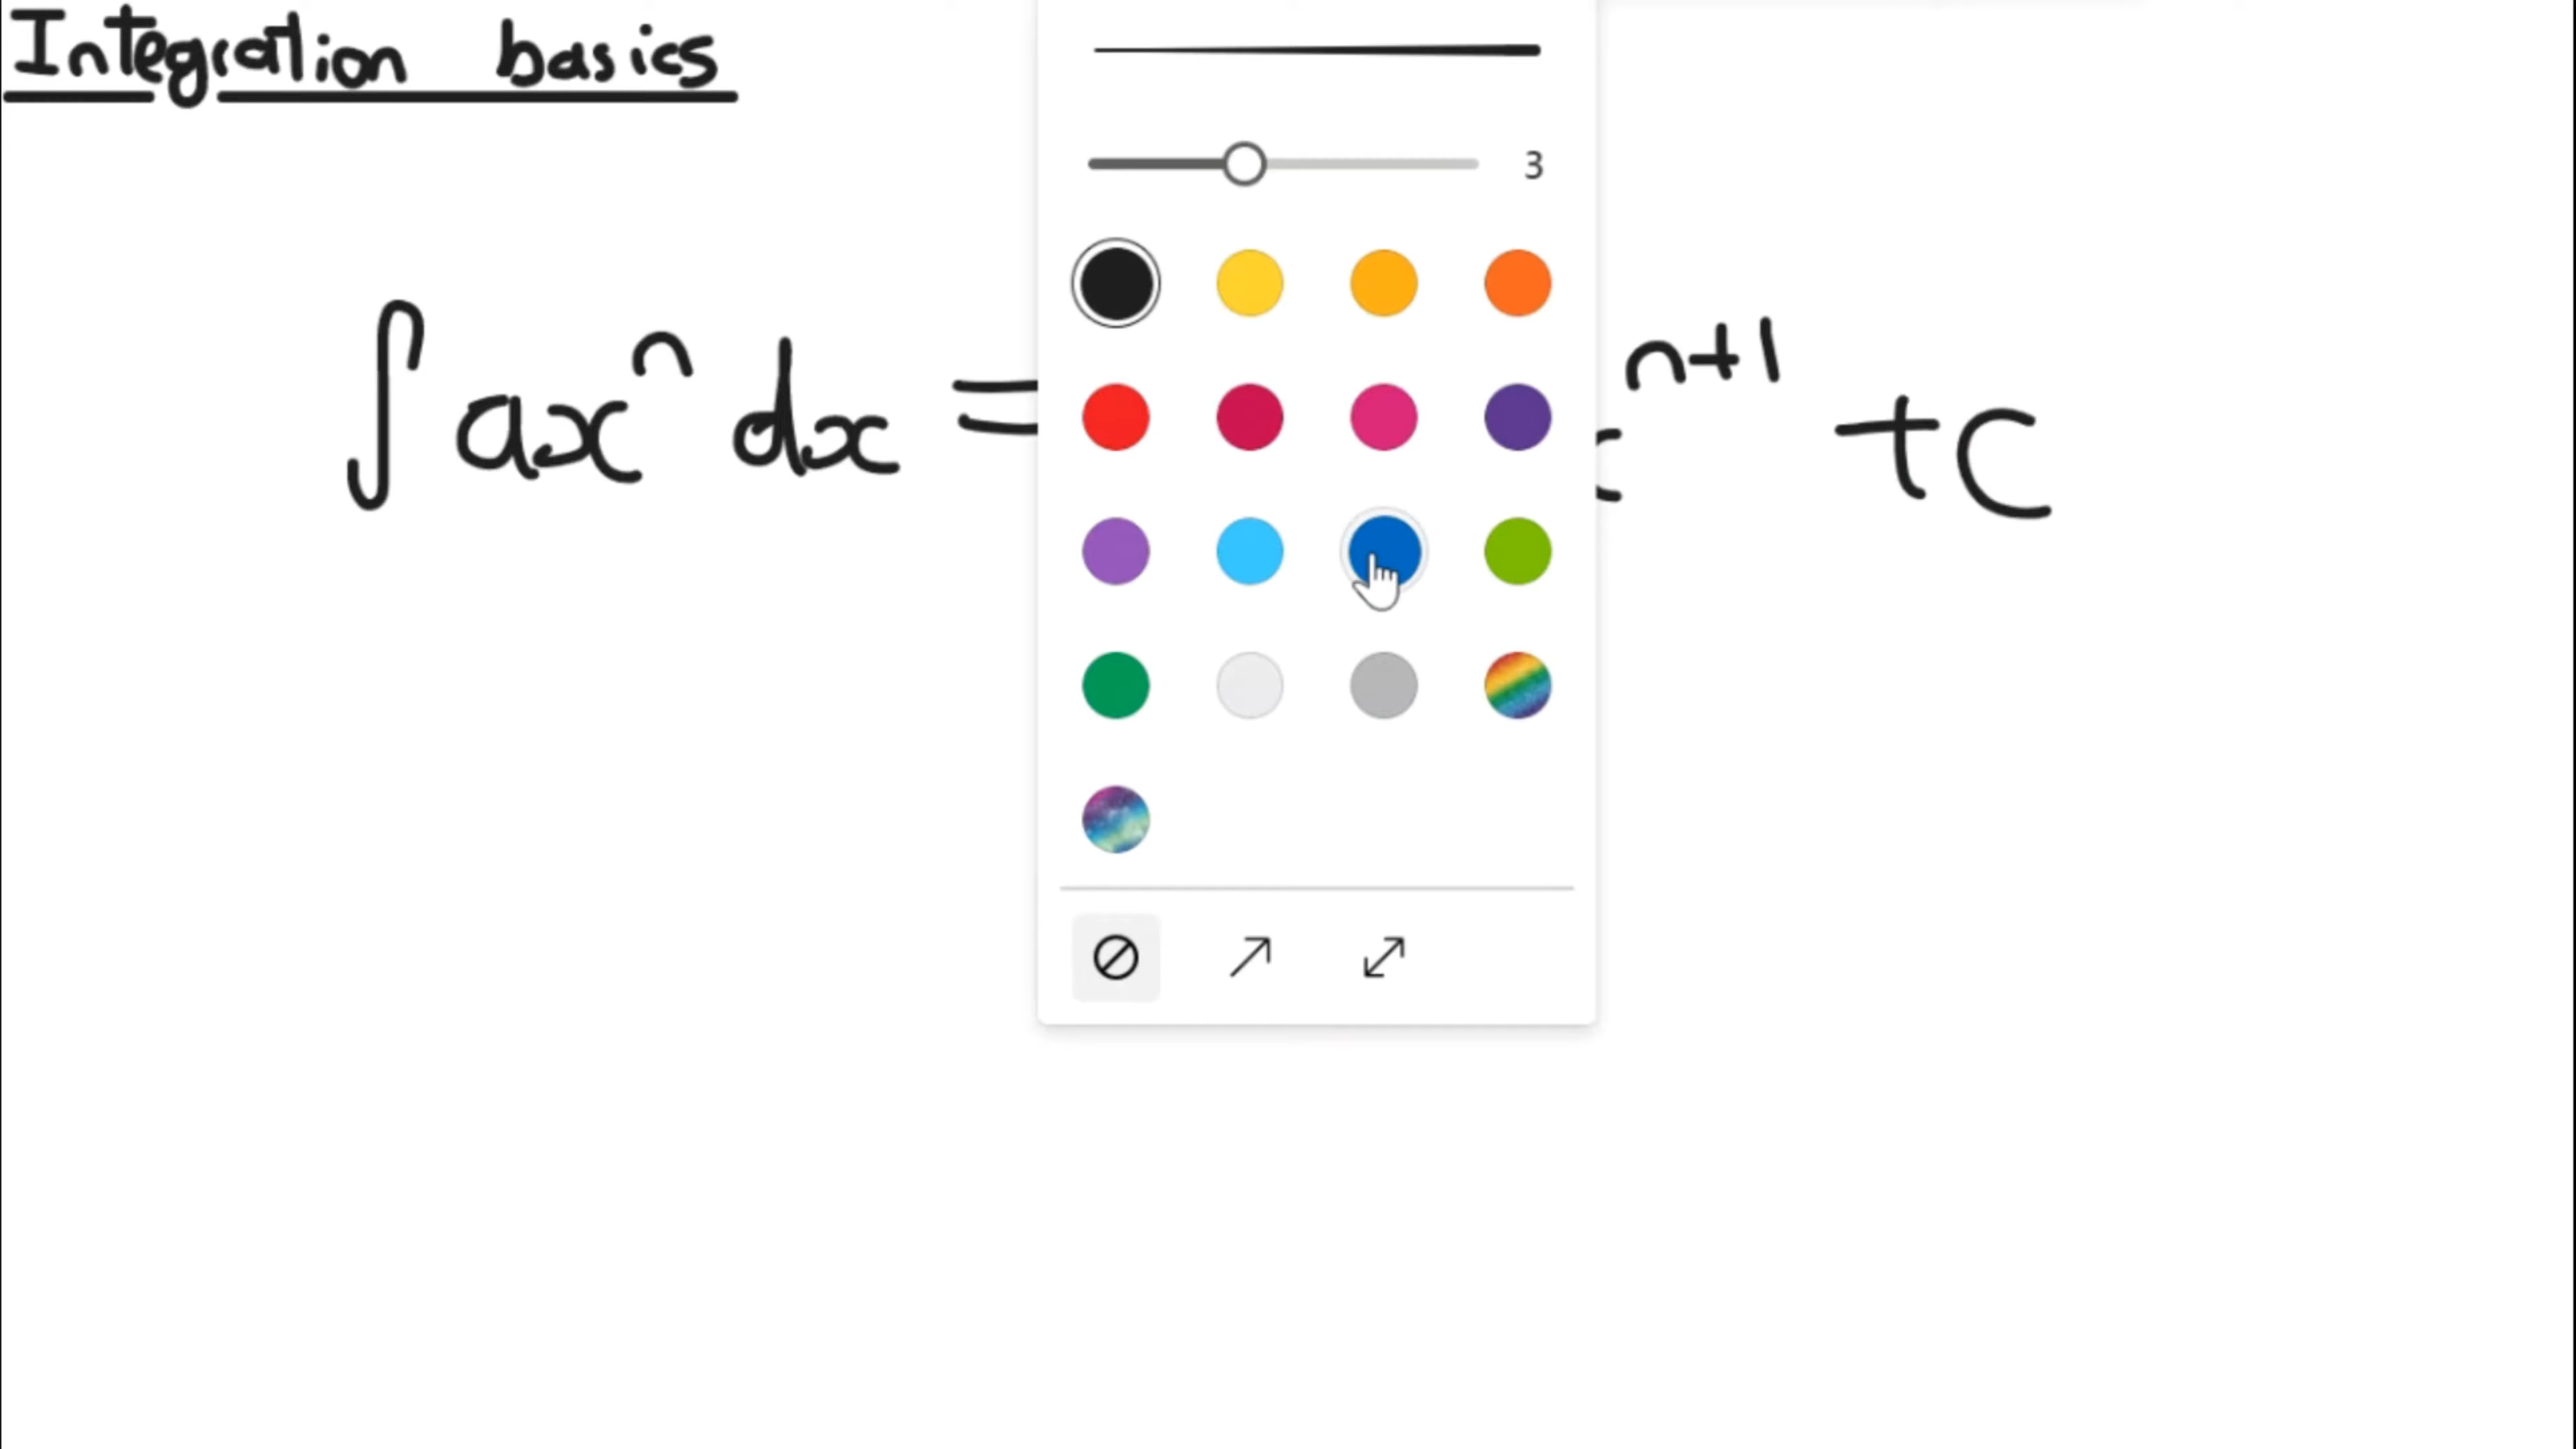 Integration basics
3
∫ax^n dx = ^{n+1} +C